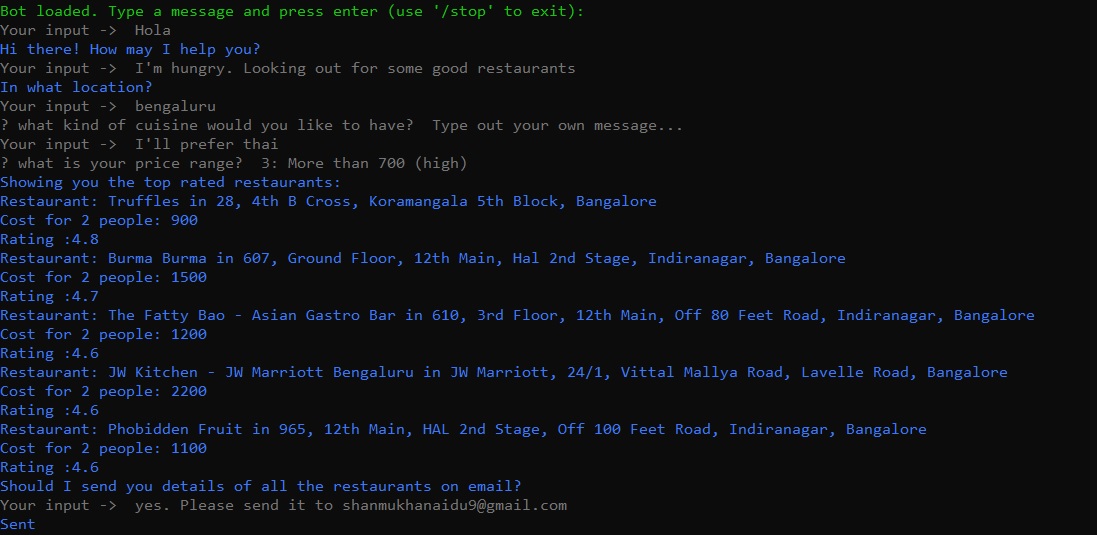 Bot loaded. Type a message and press enter (use '/stop' to exit):
Your input ->  Hola
Hi there! How may I help you?
Your input ->  I'm hungry. Looking out for some good restaurants
In what location?
Your input ->  bengaluru
? what kind of cuisine would you like to have?  Type out your own message...
Your input ->  I'll prefer thai
? what is your price range?  3: More than 700 (high)
Showing you the top rated restaurants:
Restaurant: Truffles in 28, 4th B Cross, Koramangala 5th Block, Bangalore
Cost for 2 people: 900
Rating :4.8
Restaurant: Burma Burma in 607, Ground Floor, 12th Main, Hal 2nd Stage, Indiranagar, Bangalore
Cost for 2 people: 1500
Rating :4.7
Restaurant: The Fatty Bao - Asian Gastro Bar in 610, 3rd Floor, 12th Main, Off 80 Feet Road, Indiranagar, Bangalore
Cost for 2 people: 1200
Rating :4.6
Restaurant: JW Kitchen - JW Marriott Bengaluru in JW Marriott, 24/1, Vittal Mallya Road, Lavelle Road, Bangalore
Cost for 2 people: 2200
Rating :4.6
Restaurant: Phobidden Fruit in 965, 12th Main, HAL 2nd Stage, Off 100 Feet Road, Indiranagar, Bangalore
Cost for 2 people: 1100
Rating :4.6
Should I send you details of all the restaurants on email?
Your input ->  yes. Please send it to shanmukhanaidu9@gmail.com
Sent